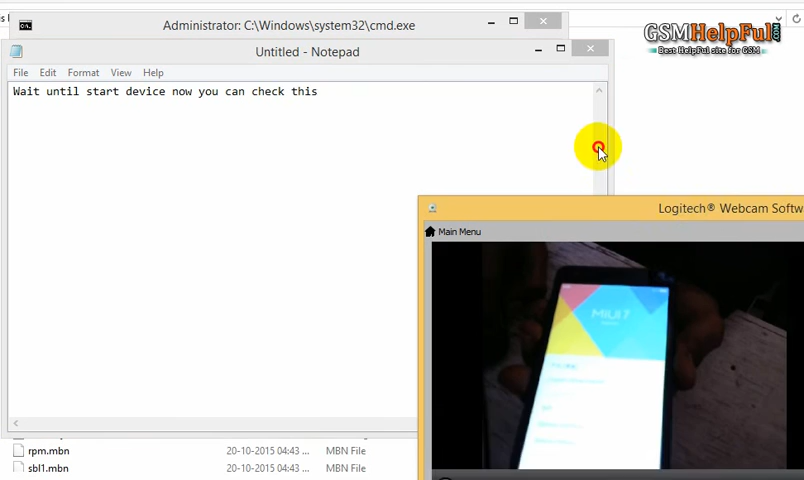 Administrator: C:\Windows\system32\cmd.exe
GSMHelpFul.COM
Best Helpful site for GSM
Untitled - Notepad
File Edit Format View Help
Wait until start device now you can check this
Logitech® Webcam Softw
Main Menu
MIUI 7
rpm.mbn 20-10-2015 04:43 ... MBN File
sbl1.mbn 20-10-2015 04:43 ... MBN File